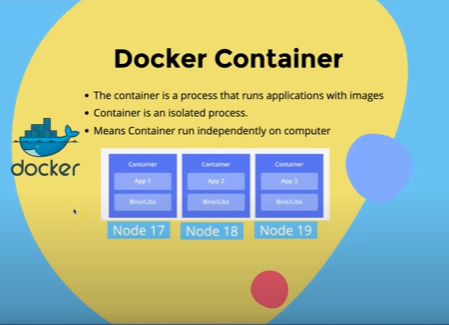 Docker Container
The container is a process that runs applications with images
Container is an isolated process.
Means Container run independently on computer
docker
Container Container Container
App 1 App 2 App 3
Bins/Libs Bins/Libs Bins/Libs
Node 17 Node 18 Node 19